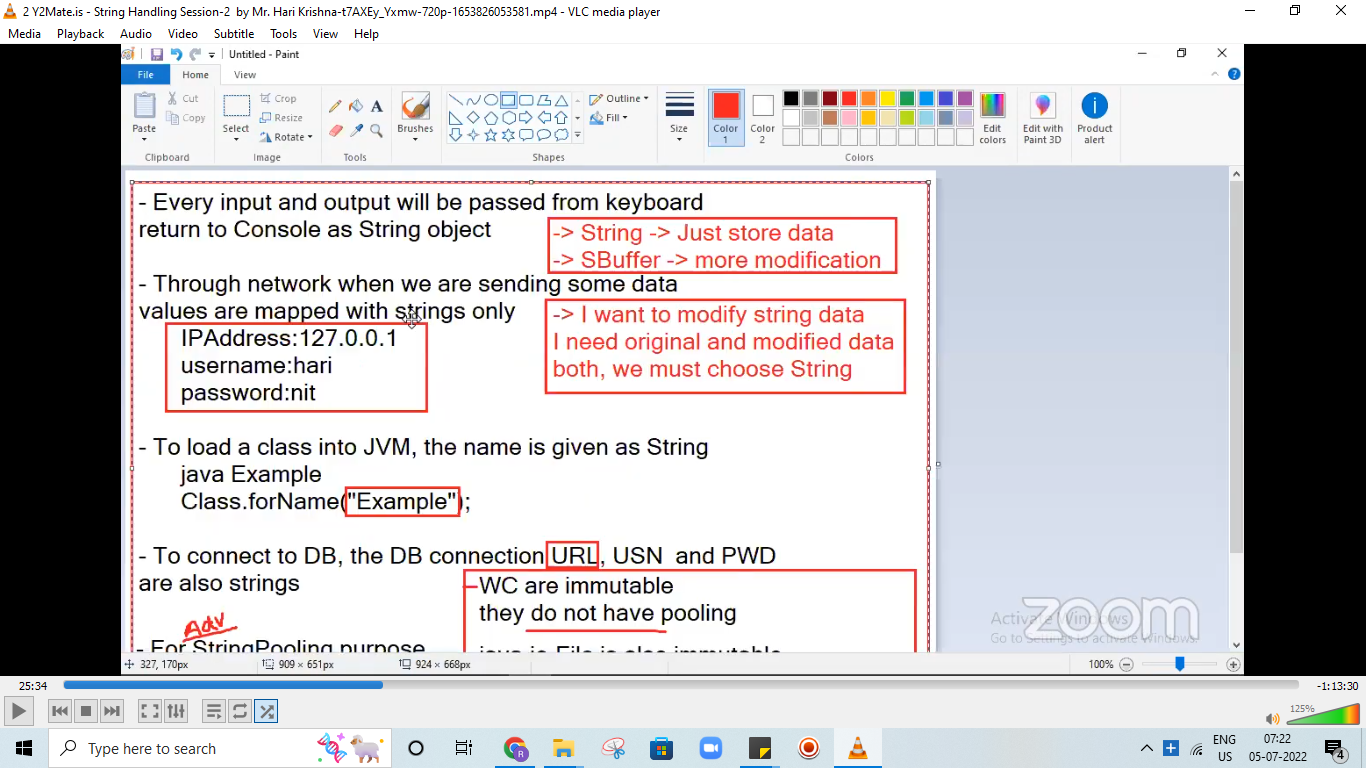 2 Y2Mate.is - String Handling Session-2 by Mr. Hari Krishna-t7AXEy_Yxmw-720p-1653826053581.mp4 - VLC media player
Media Playback Audio Video Subtitle Tools View Help
Untitled - Paint
File Home View
Paste Cut Copy Select Crop Resize Rotate Brushes Outline Fill Size Color 1 Color 2 Edit colors Edit with Paint 3D Product alert
Clipboard Image Tools Shapes Colors
- Every input and output will be passed from keyboard
return to Console as String object
-> String -> Just store data
-> SBuffer -> more modification
- Through network when we are sending some data
values are mapped with strings only
IPAddress:127.0.0.1
username:hari
password:nit
-> I want to modify string data
I need original and modified data
both, we must choose String
- To load a class into JVM, the name is given as String
java Example
Class.forName("Example");
- To connect to DB, the DB connection URL, USN and PWD
are also strings
WC are immutable
they do not have pooling
Adv
- For StringPooling purpose
java.io.File is also immutable
Activate Windows
Go to Settings to activate Windows.
zoom
327, 170px 909 × 651px 924 × 668px 100%
25:34 -1:13:30
125%
Type here to search
R
ENG
US
07:22
05-07-2022
4